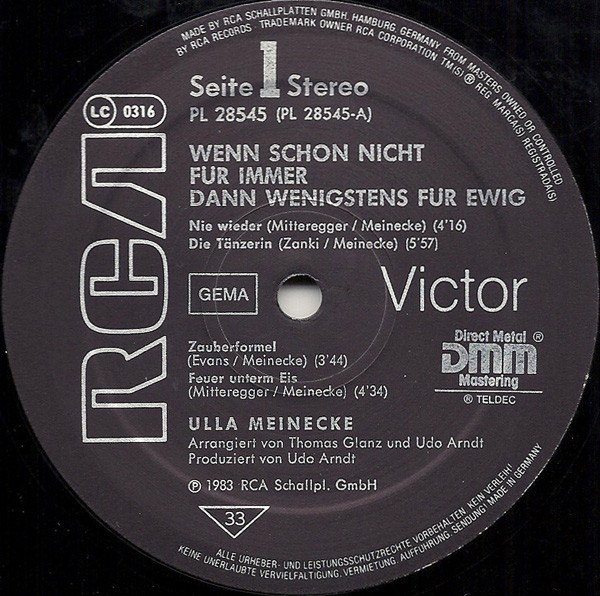 MADE BY RCA SCHALLPLATTEN GMBH, HAMBURG, GERMANY, FROM MASTERS OWNED OR CONTROLLED
BY RCA RECORDS · TRADEMARK OWNER RCA CORPORATION TM(S) ® REG. MARCA(S) REGISTRADA(S)
Seite 1 Stereo
PL 28545 (PL 28545-A)
LC 0316
RCA
WENN SCHON NICHT
FÜR IMMER
DANN WENIGSTENS FÜR EWIG
Nie wieder (Mitteregger / Meinecke) (4'16)
Die Tänzerin (Zanki / Meinecke) (5'57)
GEMA
Victor
Zauberformel
(Evans / Meinecke) (3'44)
Feuer unterm Eis
(Mitteregger / Meinecke) (4'34)
Direct Metal ®
DMM
Mastering
® TELDEC
ULLA MEINECKE
Arrangiert von Thomas Glanz und Udo Arndt
Produziert von Udo Arndt
℗ 1983 RCA Schallpl. GmbH
33
ALLE URHEBER- UND LEISTUNGSSCHUTZRECHTE VORBEHALTEN. KEIN VERLEIH!
KEINE UNERLAUBTE VERVIELFÄLTIGUNG, VERMIETUNG, AUFFÜHRUNG, SENDUNG! MADE IN GERMANY